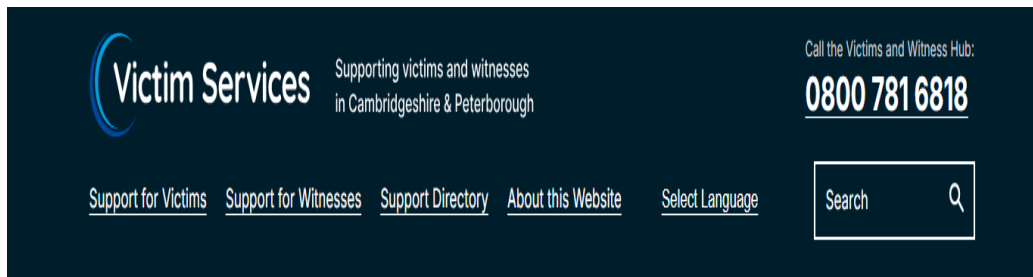 Victim Services
Supporting victims and witnesses
in Cambridgeshire & Peterborough
Call the Victims and Witness Hub:
0800 781 6818
Support for Victims Support for Witnesses Support Directory About this Website Select Language
Search